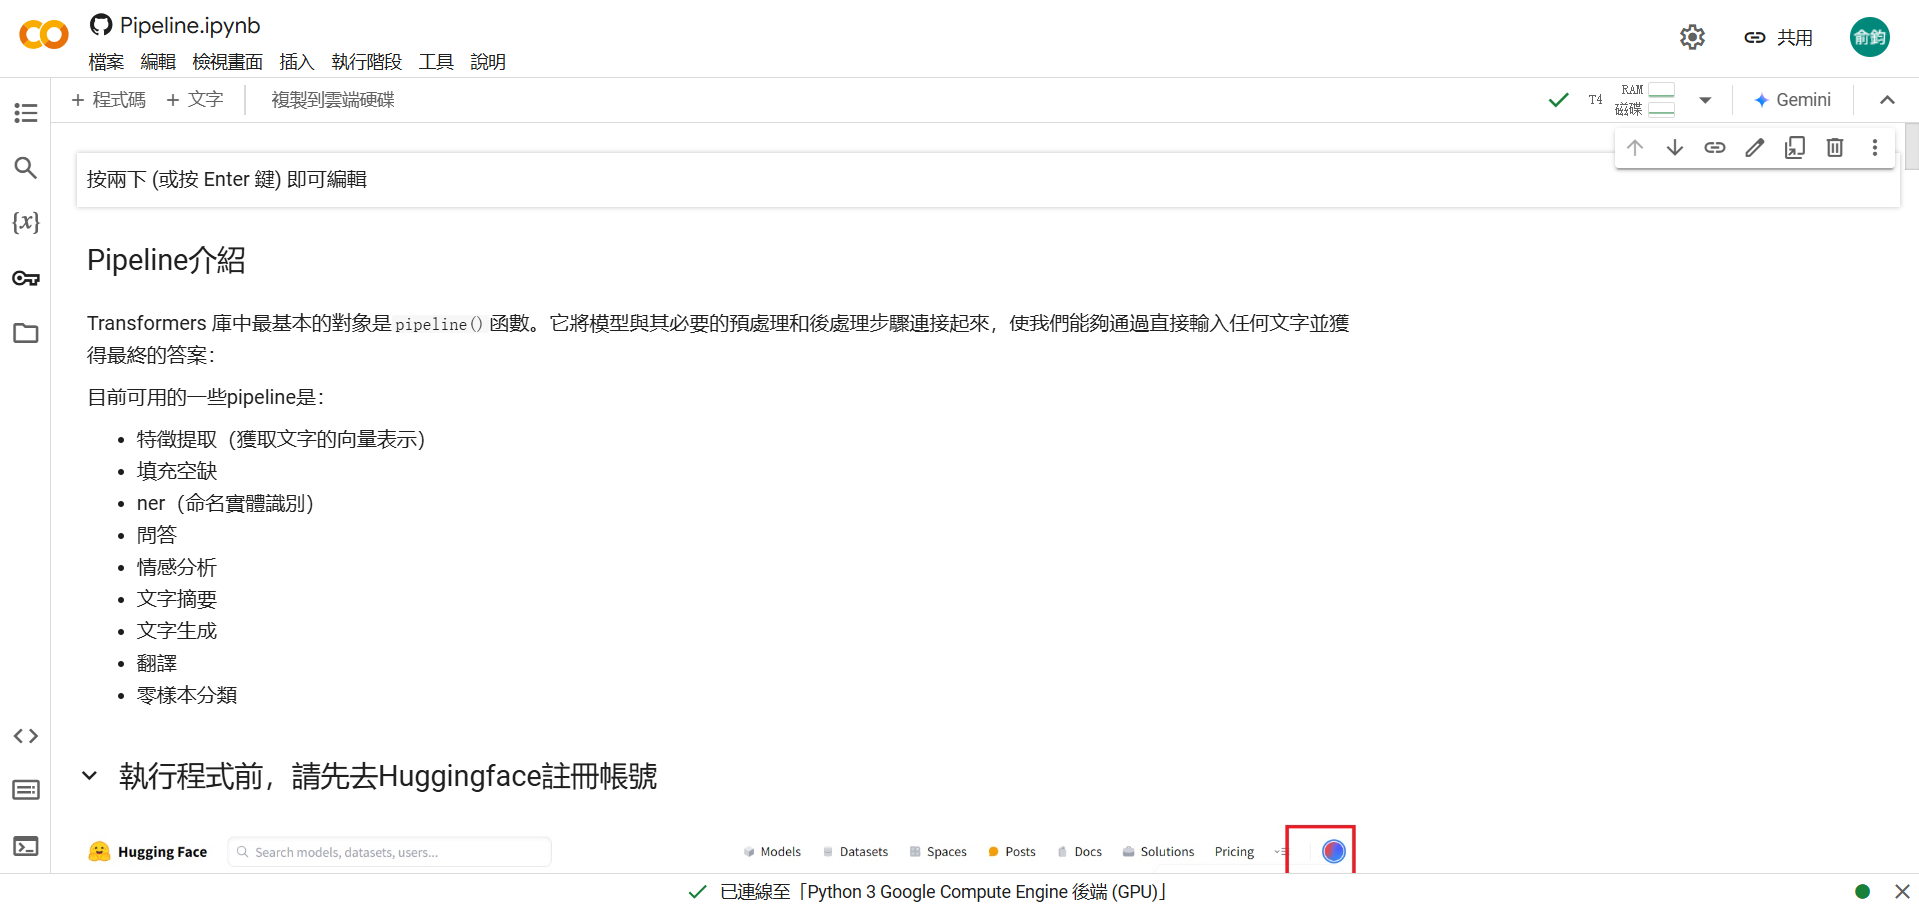 Pipeline.ipynb
檔案 編輯 檢視畫面 插入 執行階段 工具 說明
共用
俞鈞
+ 程式碼 + 文字 複製到雲端硬碟
T4 RAM
磁碟
Gemini
按兩下 (或按 Enter 鍵) 即可編輯
{x}
Pipeline介紹
Transformers 庫中最基本的對象是 pipeline() 函數。它將模型與其必要的預處理和後處理步驟連接起來，使我們能夠通過直接輸入任何文字並獲
得最終的答案：
目前可用的一些pipeline是：
• 特徵提取（獲取文字的向量表示）
• 填充空缺
• ner（命名實體識別）
• 問答
• 情感分析
• 文字摘要
• 文字生成
• 翻譯
• 零樣本分類
執行程式前，請先去Huggingface註冊帳號
Hugging Face Search models, datasets, users... Models Datasets Spaces Posts Docs Solutions Pricing
已連線至「Python 3 Google Compute Engine 後端 (GPU)」